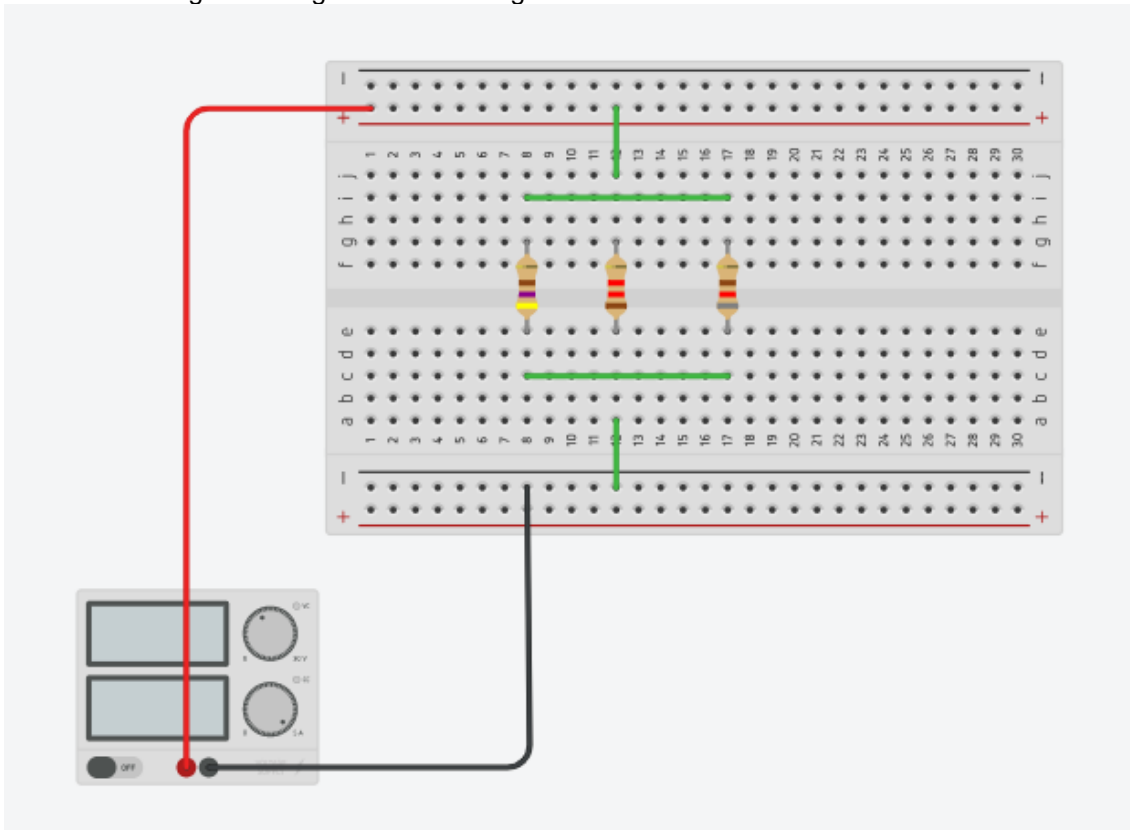 − −
+ +
1 2 3 4 5 6 7 8 9 10 11 12 13 14 15 16 17 18 19 20 21 22 23 24 25 26 27 28 29 30
j j
i i
h h
g g
f f
e e
d d
c c
b b
a a
1 2 3 4 5 6 7 8 9 10 11 12 13 14 15 16 17 18 19 20 21 22 23 24 25 26 27 28 29 30
− −
+ +
30 V
5 A
OFF